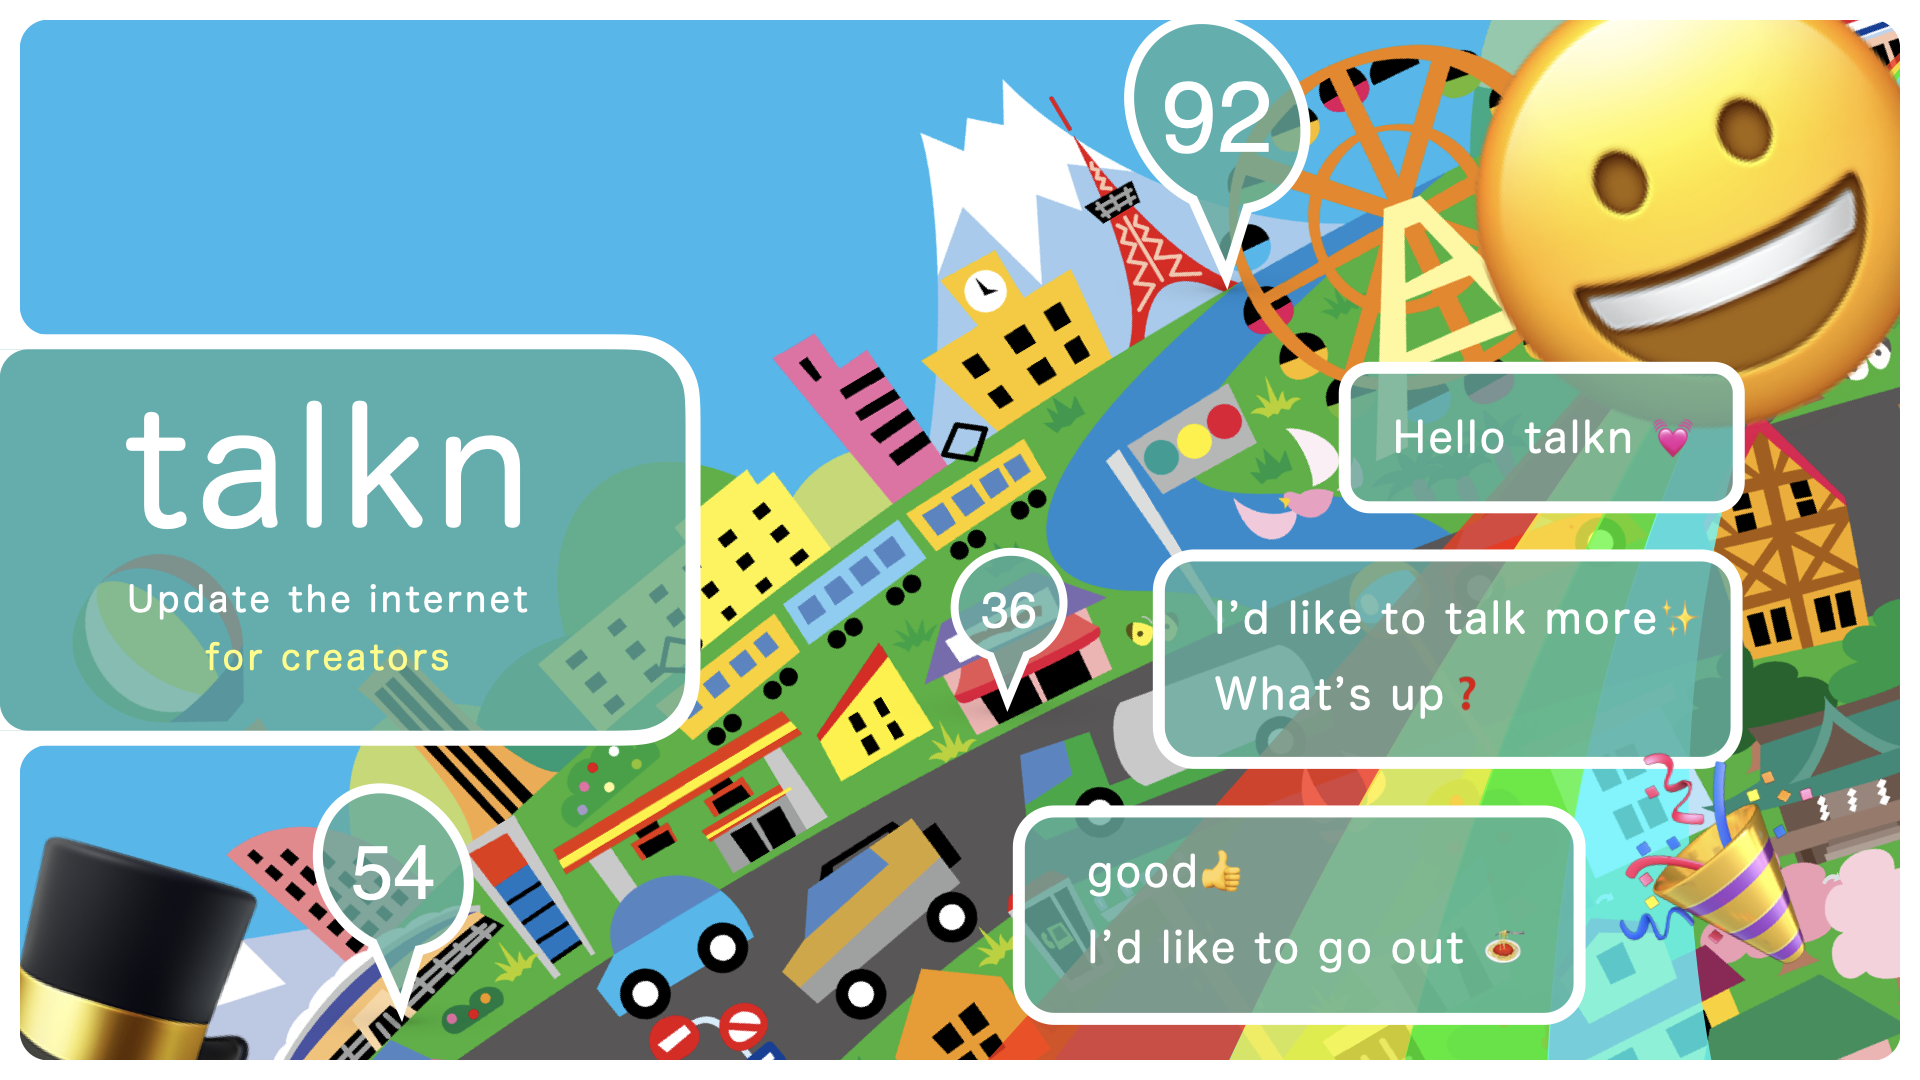 92
talkn
Update the internet
for creators
Hello talkn 💓
36
I’d like to talk more✨
What’s up❓
54
good👍
I’d like to go out 🍝